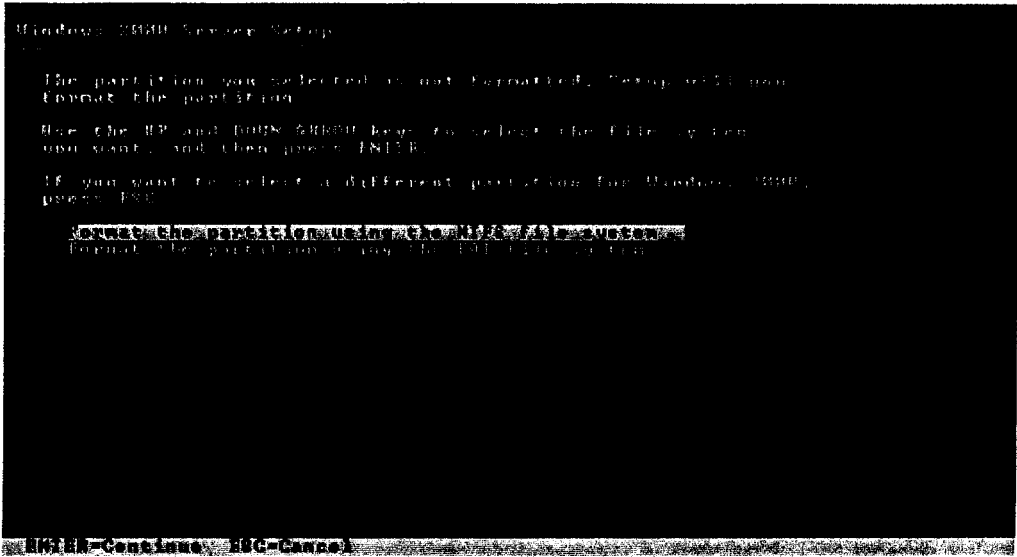 Windows 2000 Server Setup
The partition you selected is not formatted. Setup will now
format the partition.
Use the UP and DOWN ARROW keys to select the file system
you want, and then press ENTER.
If you want to select a different partition for Windows 2000,
press ESC.
Format the partition using the NTFS file system
Format the partition using the FAT file system
ENTER=Continue ESC=Cancel